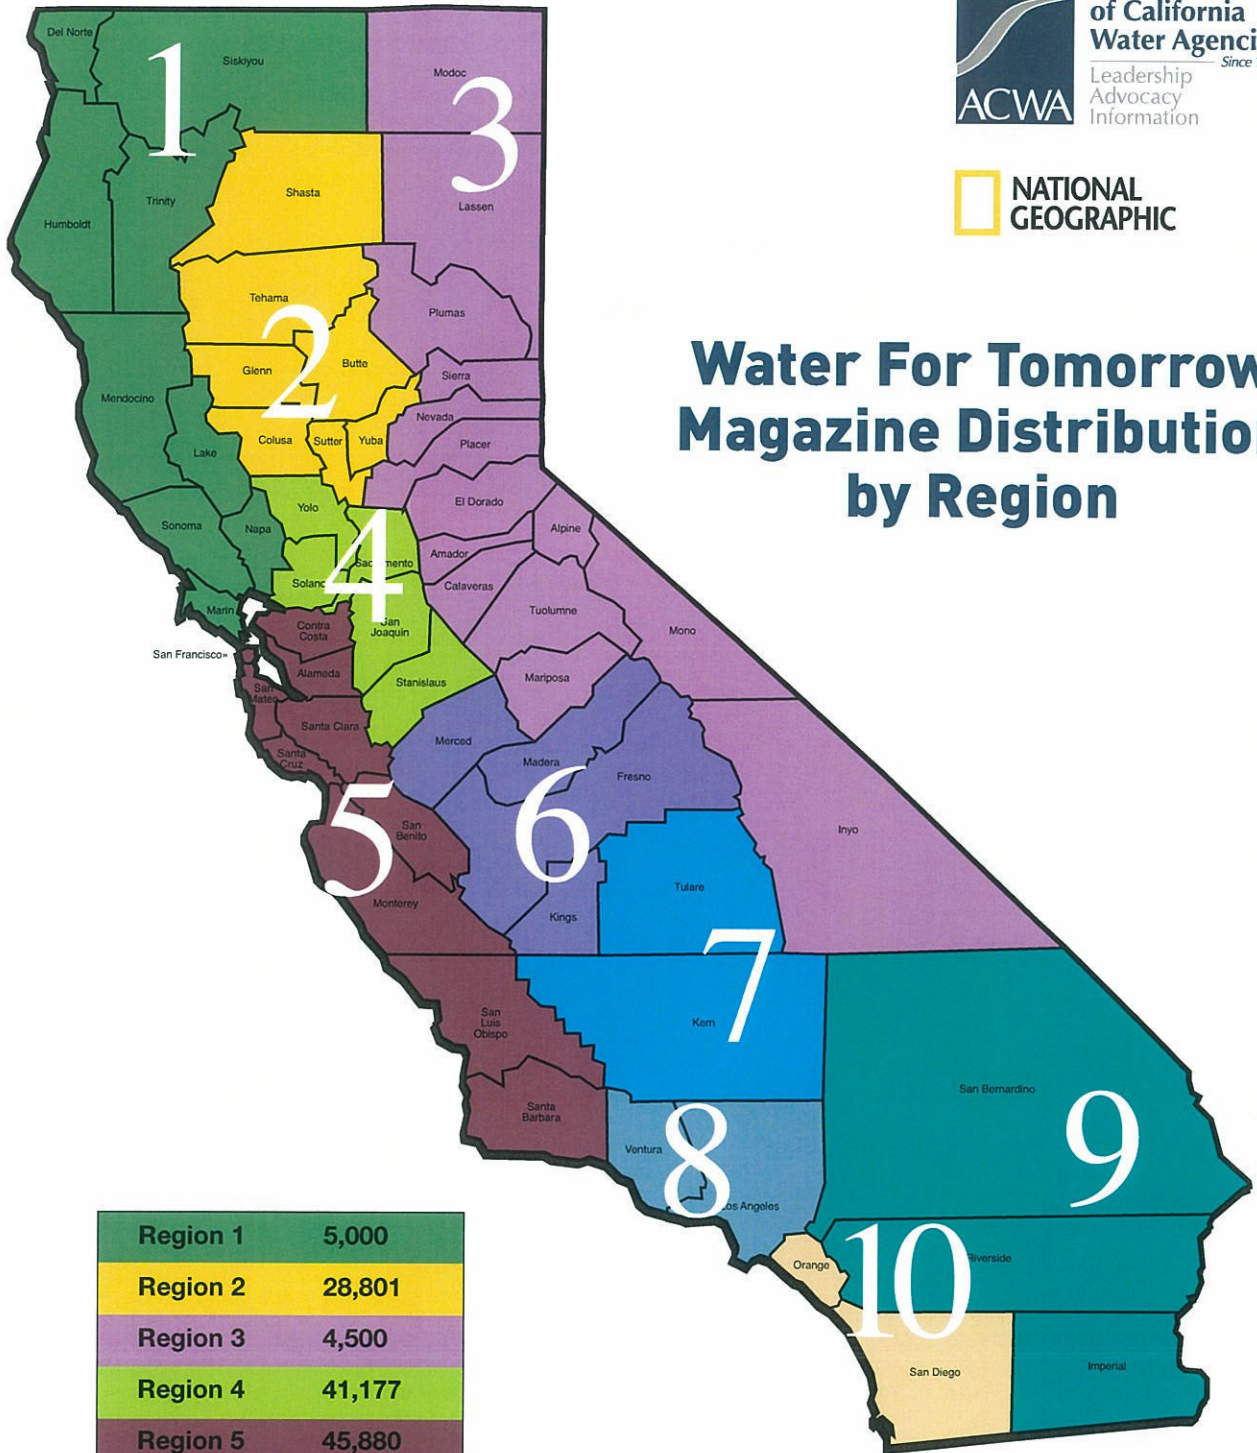 of California
Water Agenci
Since
Leadership
Advocacy
Information
ACWA
NATIONAL
GEOGRAPHIC
Water For Tomorrow
Magazine Distribution
by Region
Del Norte
1
Siskiyou
Modoc
3
Shasta
Trinity
Lassen
Humboldt
Tehama
2
Plumas
Butte
Glenn
Sierra
Mendocino
Nevada
Colusa
Sutter
Yuba
Placer
Lake
El Dorado
Yolo
Sonoma
Napa
4
Alpine
Amador
Sacramento
Solano
Calaveras
Marin
Tuolumne
Contra
Costa
San
Joaquin
Mono
San Francisco
Alameda
Mariposa
Stanislaus
San
Mateo
Santa Clara
Merced
Santa
Cruz
Madera
Fresno
5
6
San
Benito
Inyo
Tulare
Monterey
Kings
7
San
Luis
Obispo
Kern
San Bernardino
9
Santa
Barbara
Ventura
8
Los Angeles
Orange
10
Riverside
San Diego
Imperial
Region 1 5,000
Region 2 28,801
Region 3 4,500
Region 4 41,177
Region 5 45,880